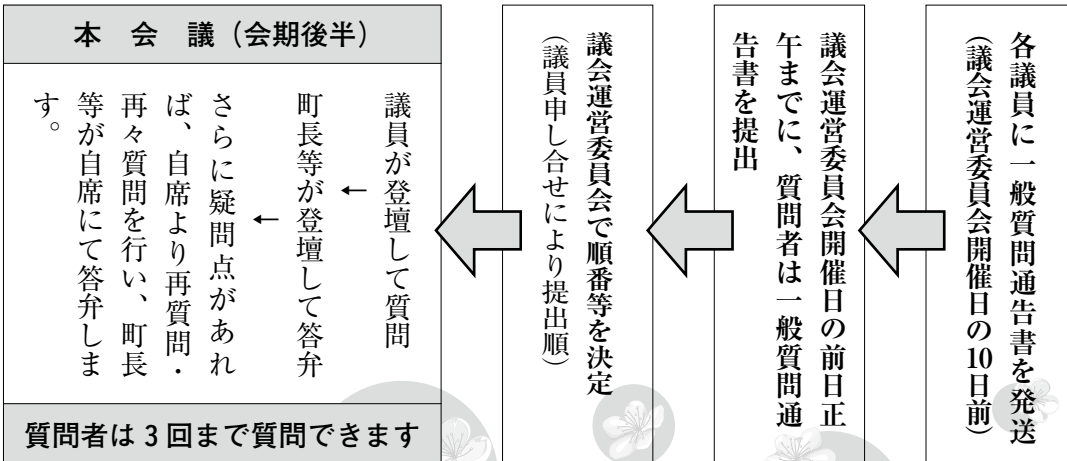 各議員に一般質問通告書を発送
（議会運営委員会開催日の10日前）
議会運営委員会開催日の前日正
午までに、質問者は一般質問通
告書を提出
議会運営委員会で順番等を決定
（議員申し合せにより提出順）
本会議（会期後半）
議員が登壇して質問
↓
町長等が登壇して答弁
↓
さらに疑問点があれ
ば、自席より再質問・
再々質問を行い、町長
等が自席にて答弁しま
す。
質問者は3回まで質問できます